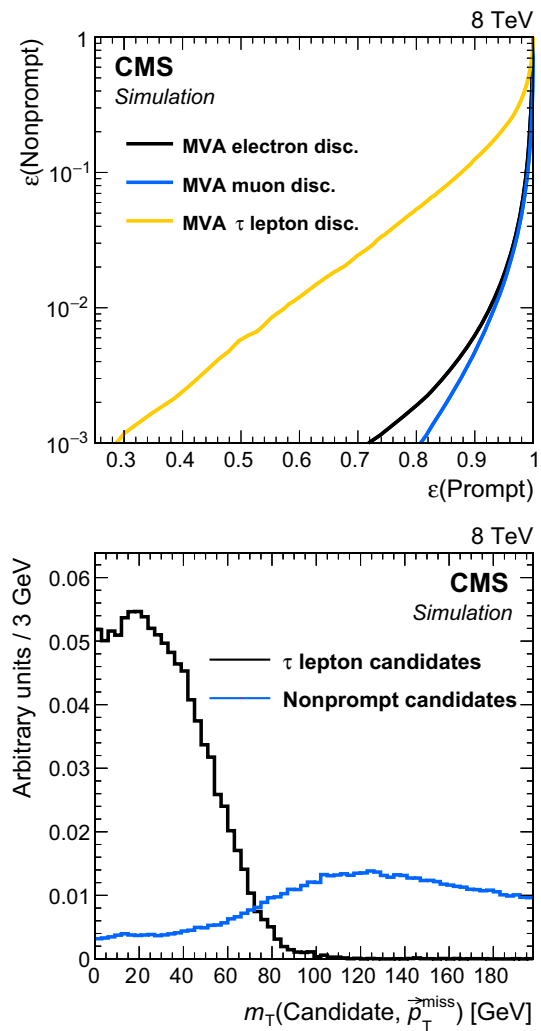 8 TeV
CMS
Simulation
MVA electron disc.
MVA muon disc.
MVA τ lepton disc.
ε(Nonprompt)
1
10⁻¹
10⁻²
10⁻³
0.3 0.4 0.5 0.6 0.7 0.8 0.9 1
ε(Prompt)
8 TeV
CMS
Simulation
τ lepton candidates
Nonprompt candidates
Arbitrary units / 3 GeV
0.06
0.05
0.04
0.03
0.02
0.01
0
0 20 40 60 80 100 120 140 160 180
m_T(Candidate, p⃗_T^miss) [GeV]